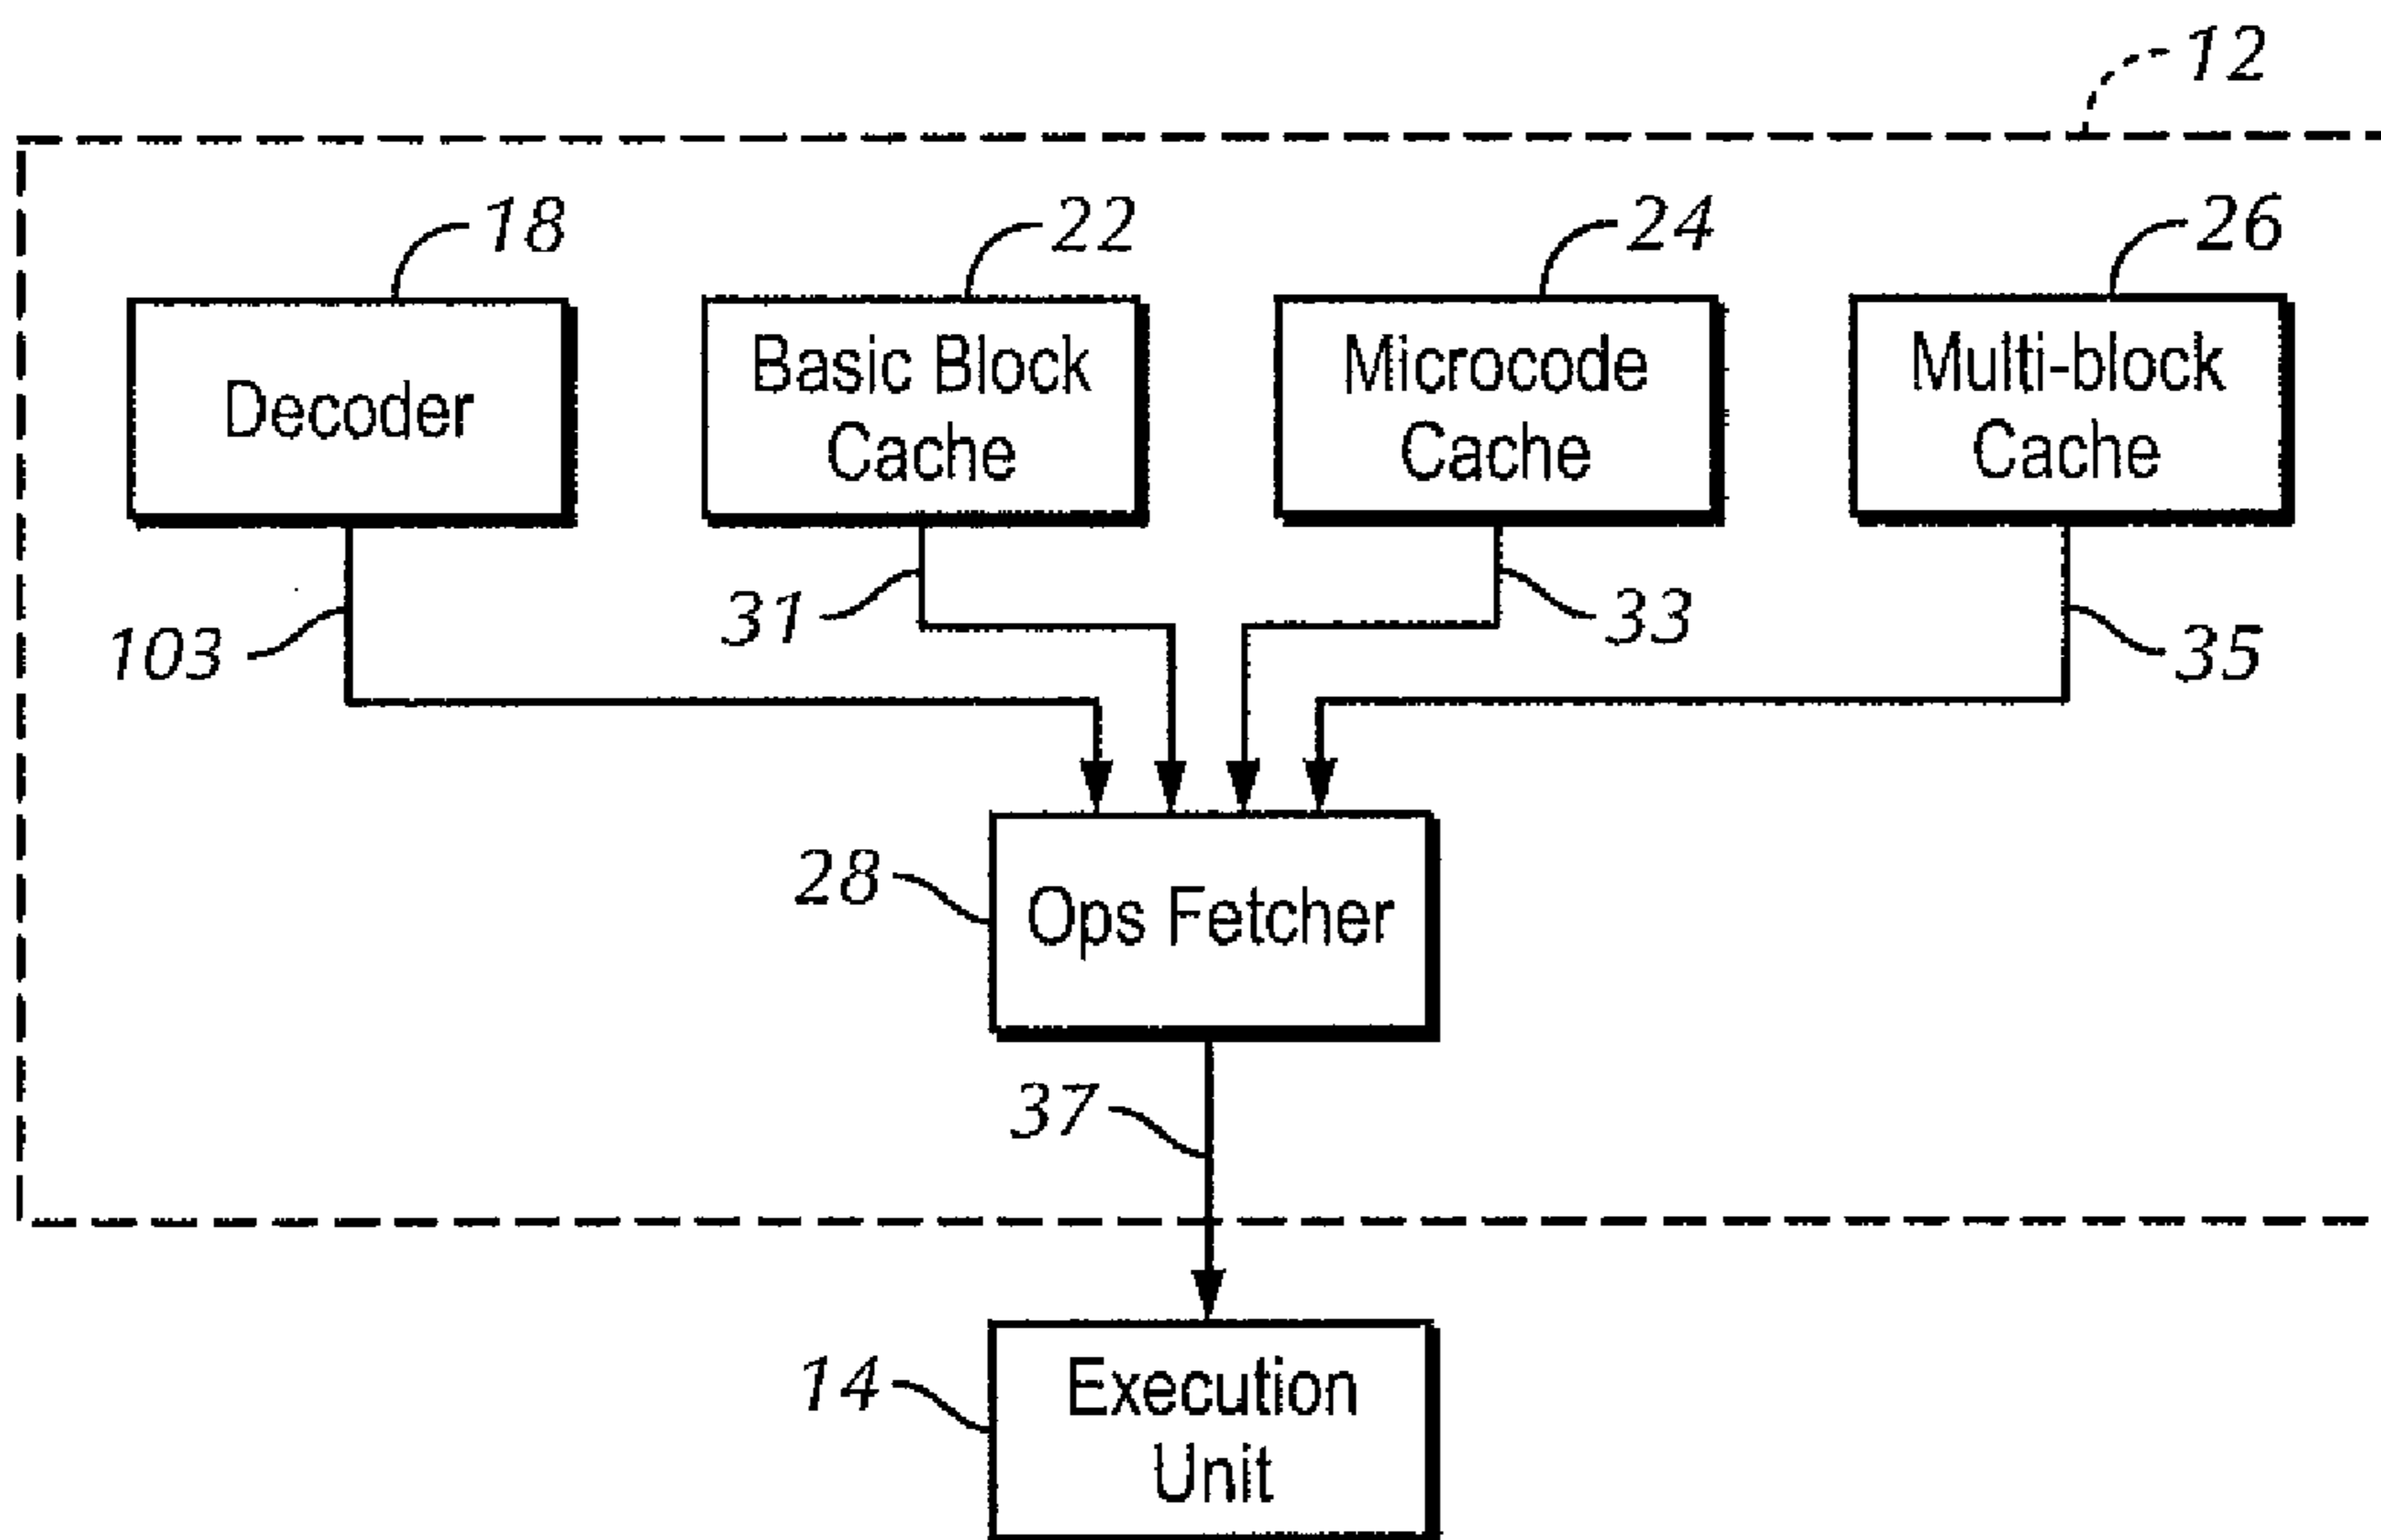 12
18
22
24
26
Decoder
Basic Block
Cache
Microcode
Cache
Multi-block
Cache
103
31
33
35
28
Ops Fetcher
37
14
Execution
Unit